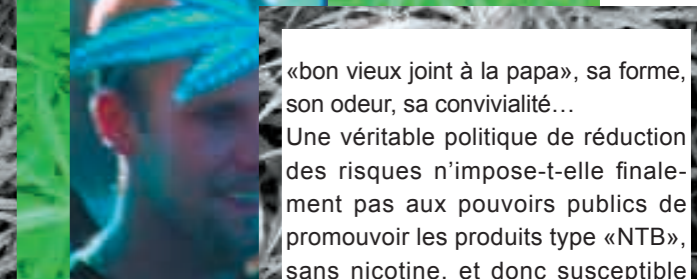 «bon vieux joint à la papa», sa forme,
son odeur, sa convivialité…
Une véritable politique de réduction
des risques n’impose-t-elle finale-
ment pas aux pouvoirs publics de
promouvoir les produits type «NTB»,
sans nicotine, et donc susceptible